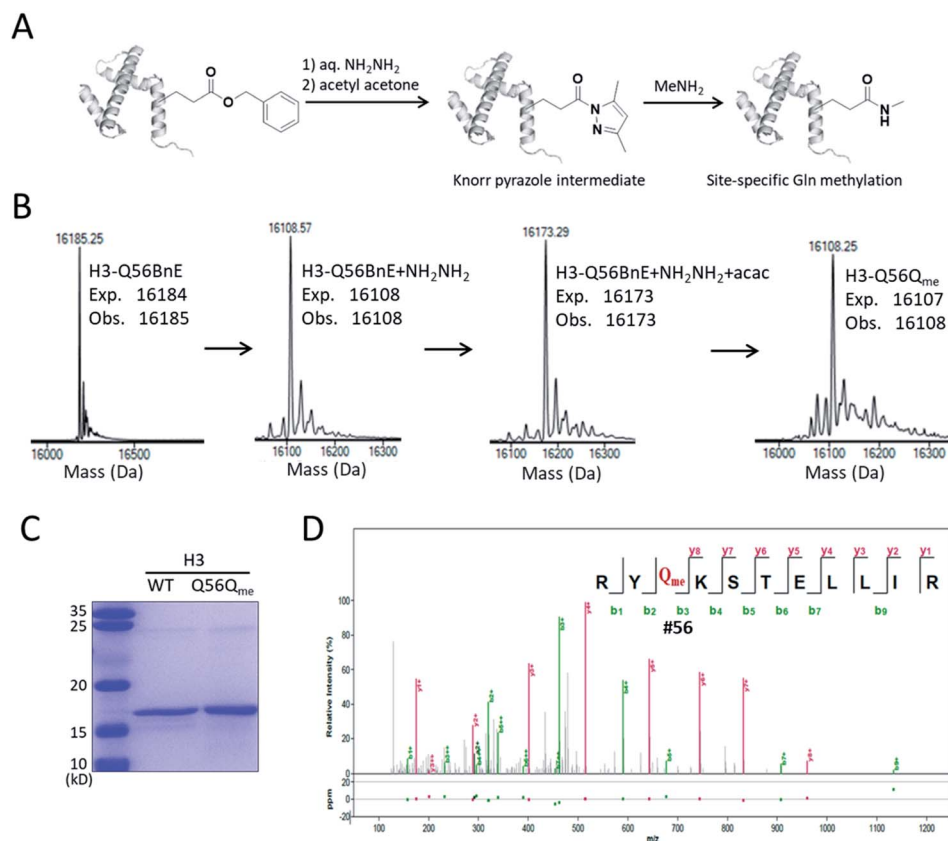 A
1) aq. NH2NH2
2) acetyl acetone
MeNH2
O
O
O
N
N
O
N
H
Knorr pyrazole intermediate
Site-specific Gln methylation
B
16185.25
H3-Q56BnE
Exp. 16184
Obs. 16185
16000 16500
Mass (Da)
16108.57
H3-Q56BnE+NH2NH2
Exp. 16108
Obs. 16108
16100 16200 16300
Mass (Da)
16173.29
H3-Q56BnE+NH2NH2+acac
Exp. 16173
Obs. 16173
16100 16200 16300
Mass (Da)
16108.25
H3-Q56Qme
Exp. 16107
Obs. 16108
16000 16100 16200 16300
Mass (Da)
C
H3
WT Q56Qme
35
25
20
15
10
(kD)
D
y8 y7 y6 y5 y4 y3 y2 y1
R Y Qme K S T E L L I R
b1 b2 b3 b4 b5 b6 b7 b9
#56
Relative Intensity (%)
100
80
60
40
20
0
ppm
20
0
-20
100 200 300 400 500 600 700 800 900 1000 1100 1200
m/z